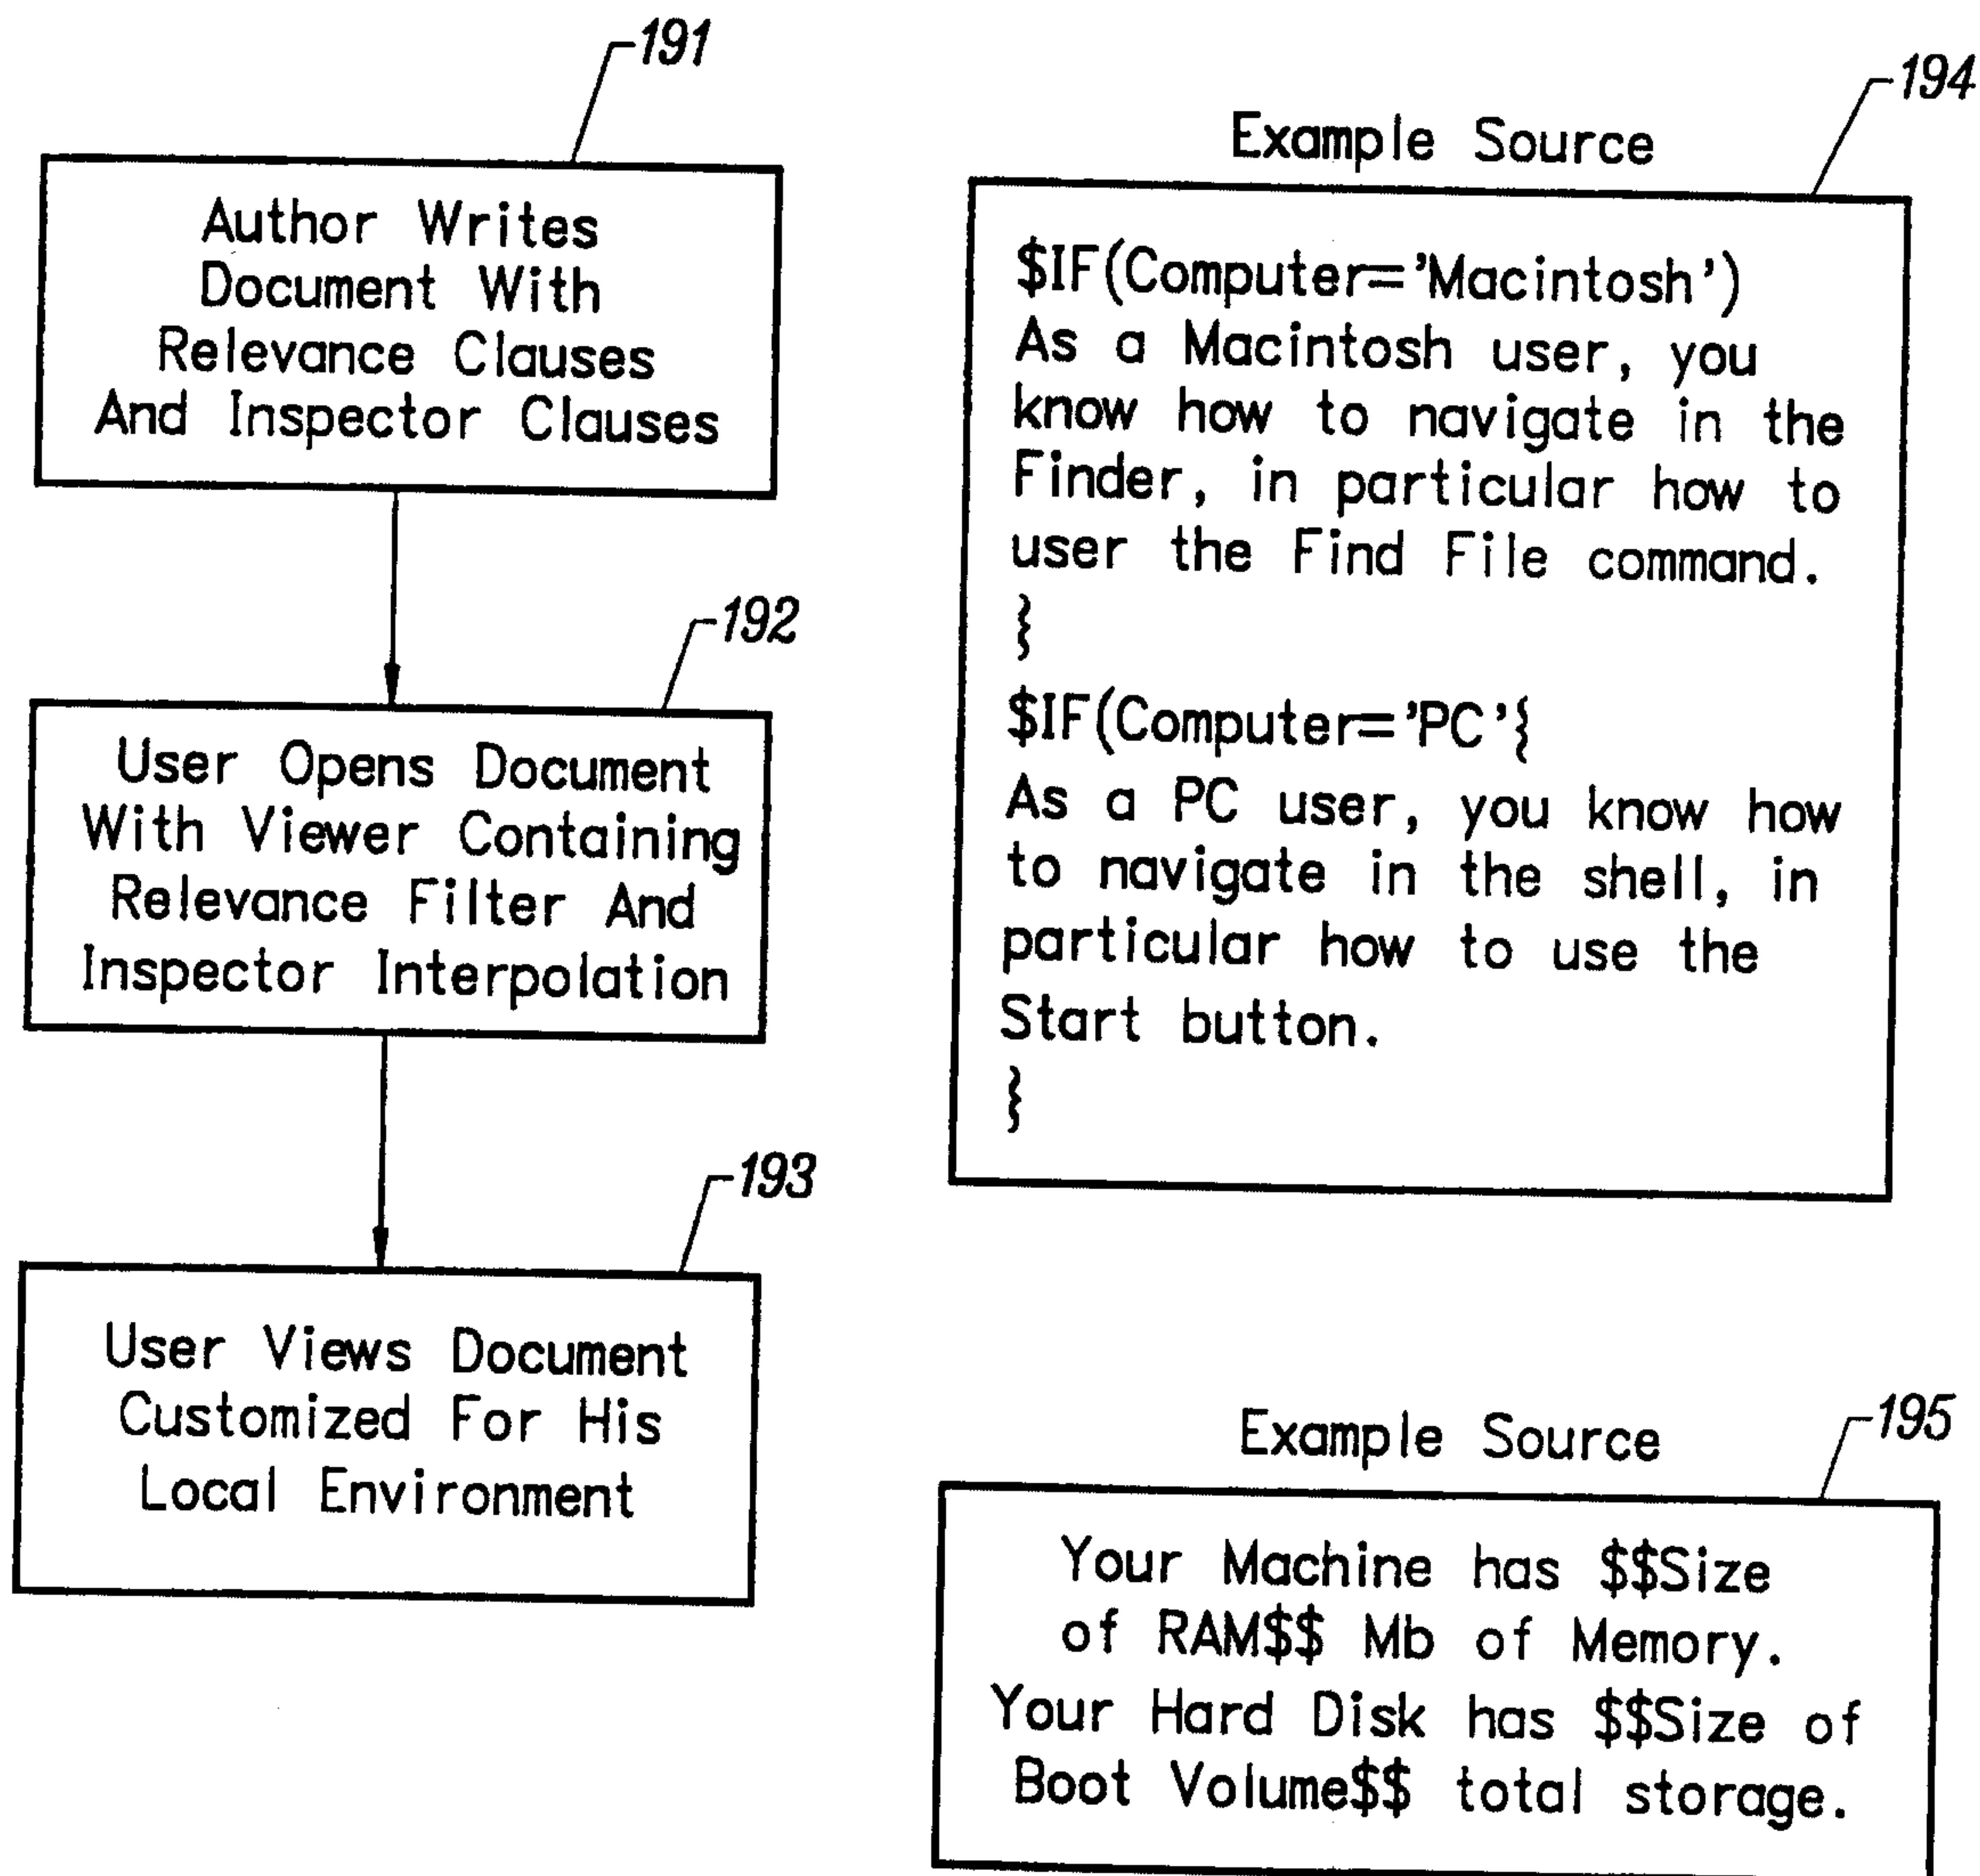 191
Author Writes
Document With
Relevance Clauses
And Inspector Clauses
192
User Opens Document
With Viewer Containing
Relevance Filter And
Inspector Interpolation
193
User Views Document
Customized For His
Local Environment
194
Example Source
$IF(Computer='Macintosh')
As a Macintosh user, you
know how to navigate in the
Finder, in particular how to
user the Find File command.
}
$IF(Computer='PC'{
As a PC user, you know how
to navigate in the shell, in
particular how to use the
Start button.
}
195
Example Source
Your Machine has $$Size
of RAM$$ Mb of Memory.
Your Hard Disk has $$Size of
Boot Volume$$ total storage.